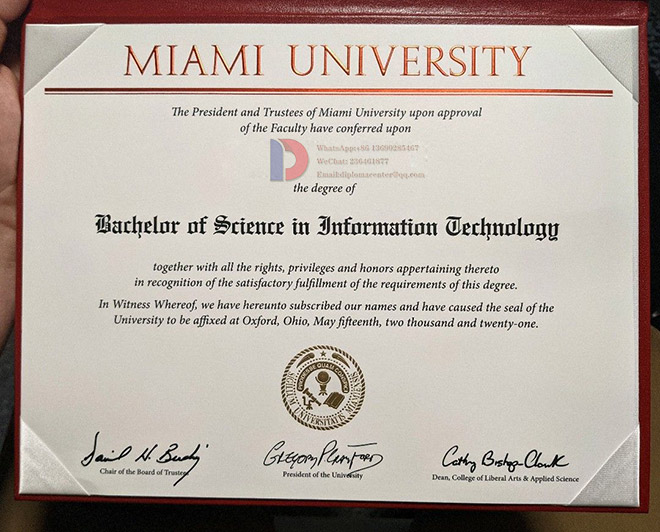 MIAMI UNIVERSITY
The President and Trustees of Miami University upon approval
of the Faculty have conferred upon
WhatsApp:+86 13690285467
WeChat: 236461877
Email:diplomacenter@qq.com
the degree of
Bachelor of Science in Information Technology
together with all the rights, privileges and honors appertaining thereto
in recognition of the satisfactory fulfillment of the requirements of this degree.
In Witness Whereof, we have hereunto subscribed our names and have caused the seal of the
University to be affixed at Oxford, Ohio, May fifteenth, two thousand and twenty-one.
Chair of the Board of Trustees
President of the University
Dean, College of Liberal Arts & Applied Science